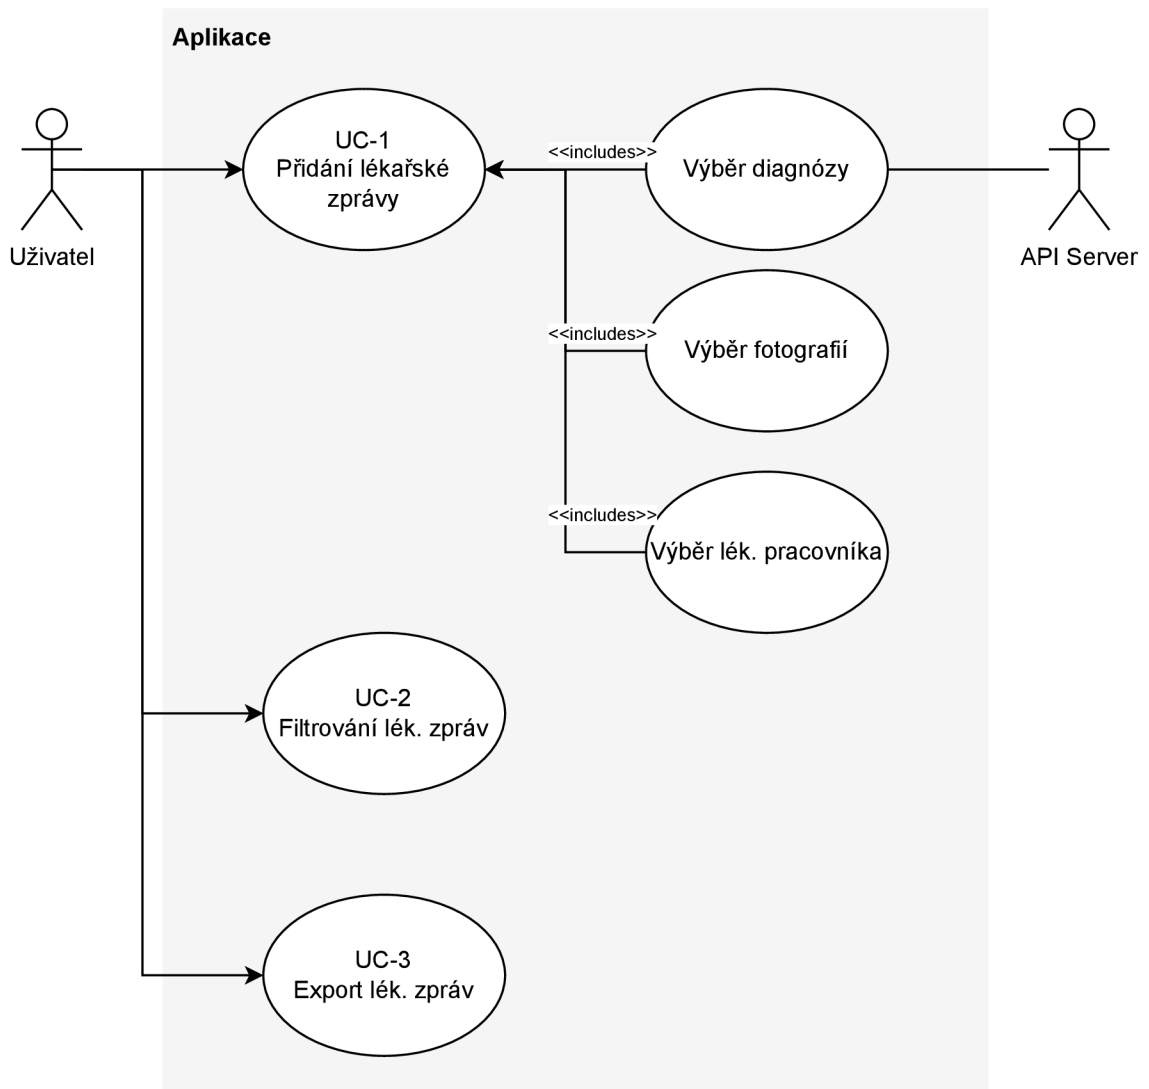 Aplikace
UC-1
Přidání lékařské
zprávy
<<includes>>
Výběr diagnózy
Uživatel
API Server
<<includes>>
Výběr fotografií
<<includes>>
Výběr lék. pracovníka
UC-2
Filtrování lék. zpráv
UC-3
Export lék. zpráv